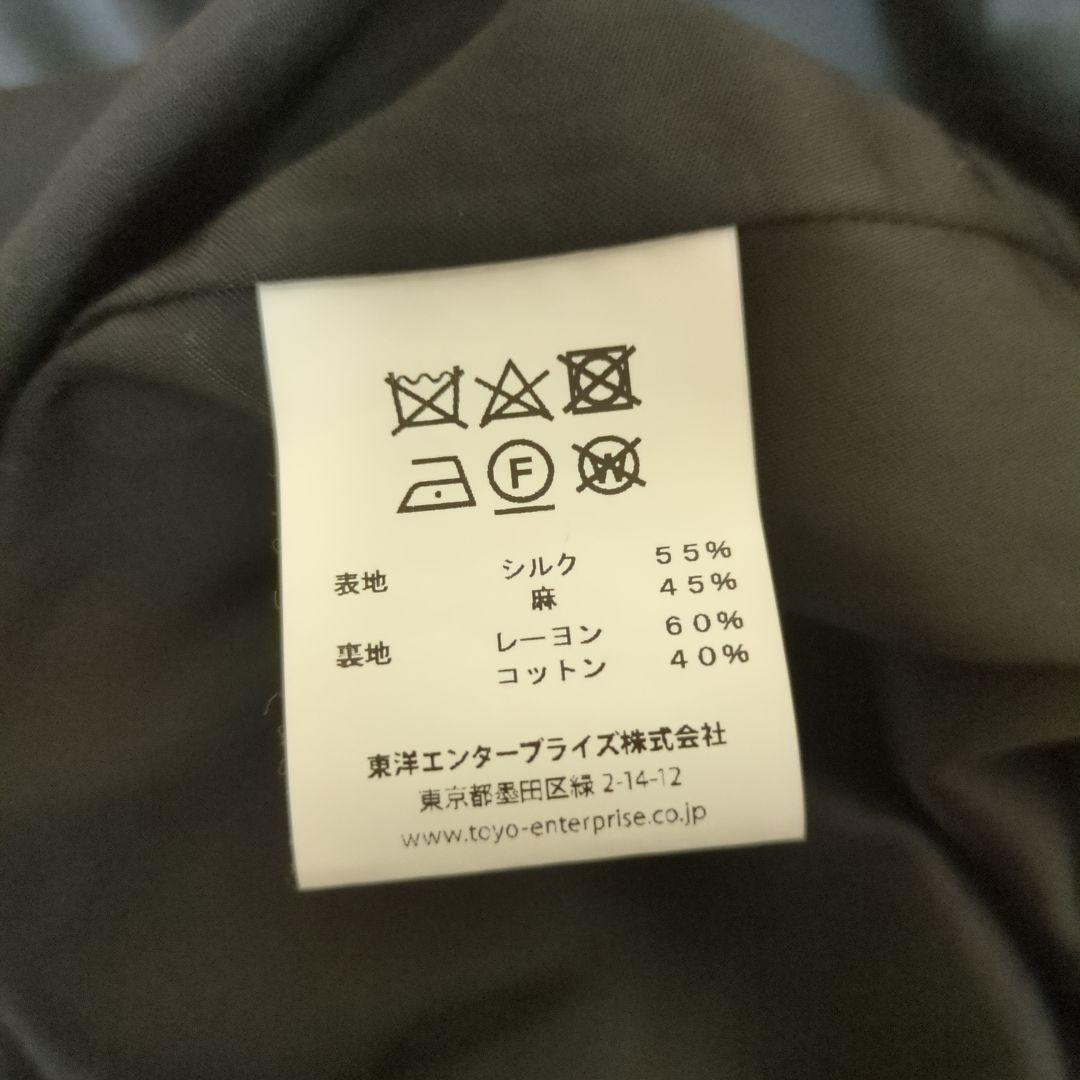 F W
表地 シルク 55%
麻 45%
裏地 レーヨン 60%
コットン 40%
東洋エンタープライズ株式会社
東京都墨田区緑 2-14-12
www.toyo-enterprise.co.jp